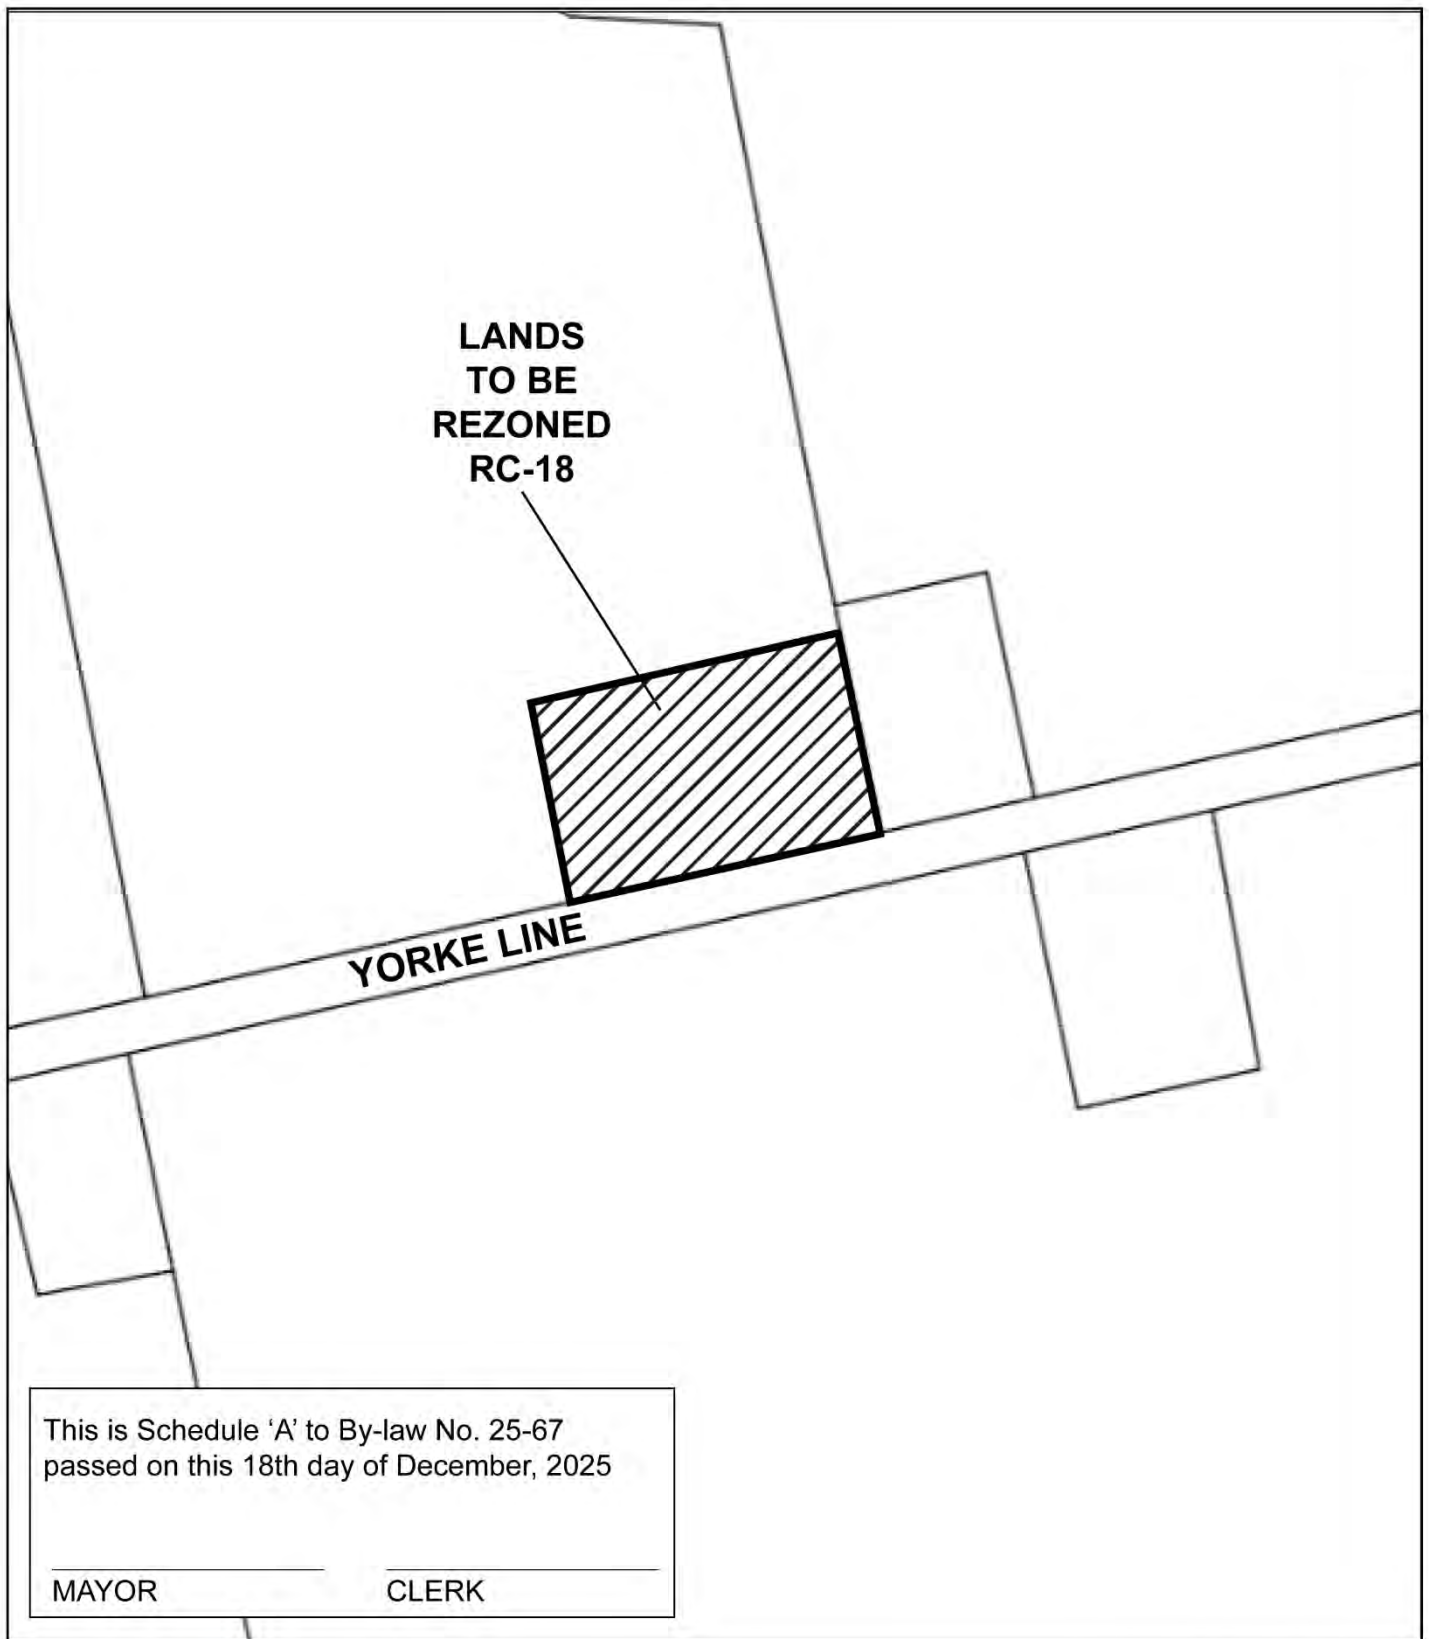 LANDS
TO BE
REZONED
RC-18
YORKE LINE
This is Schedule ‘A’ to By-law No. 25-67
passed on this 18th day of December, 2025
MAYOR CLERK